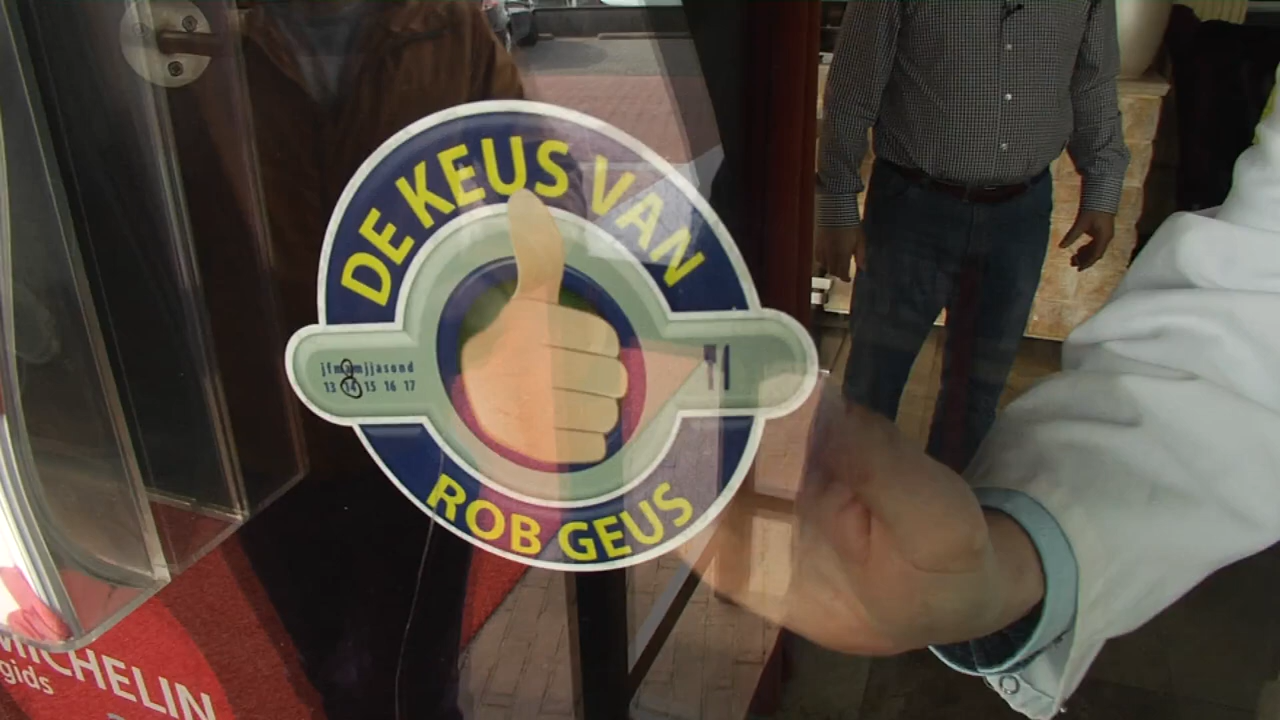 DE KEUS VAN
jfmamjjasond
13 14 15 16 17
ROB GEUS
MICHELIN
gids